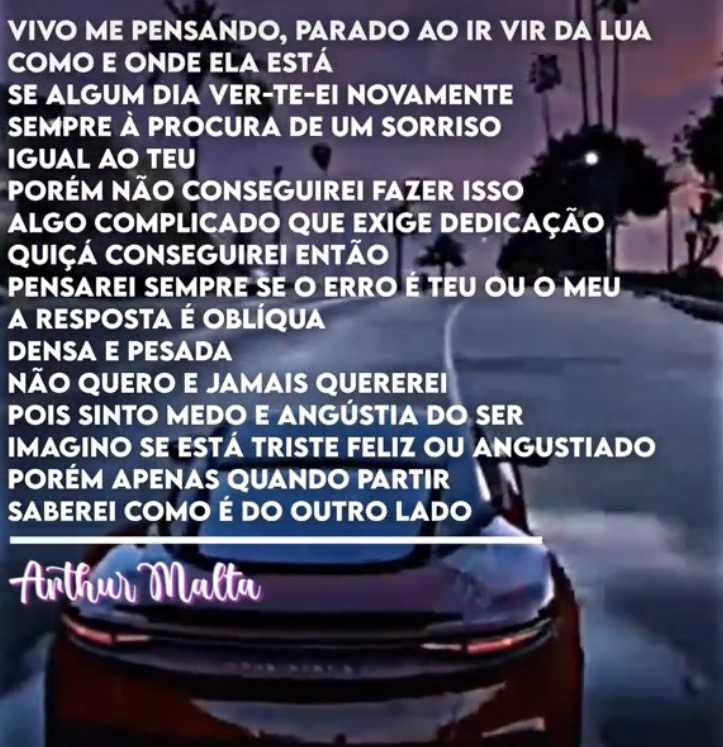 VIVO ME PENSANDO, PARADO AO IR VIR DA LUA
COMO E ONDE ELA ESTÁ
SE ALGUM DIA VER-TE-EI NOVAMENTE
SEMPRE À PROCURA DE UM SORRISO
IGUAL AO TEU
PORÉM NÃO CONSEGUIREI FAZER ISSO
ALGO COMPLICADO QUE EXIGE DEDICAÇÃO
QUIÇÁ CONSEGUIREI ENTÃO
PENSAREI SEMPRE SE O ERRO É TEU OU O MEU
A RESPOSTA É OBLÍQUA
DENSA E PESADA
NÃO QUERO E JAMAIS QUEREREI
POIS SINTO MEDO E ANGÚSTIA DO SER
IMAGINO SE ESTÁ TRISTE FELIZ OU ANGUSTIADO
PORÉM APENAS QUANDO PARTIR
SABEREI COMO É DO OUTRO LADO
Arthur Malta